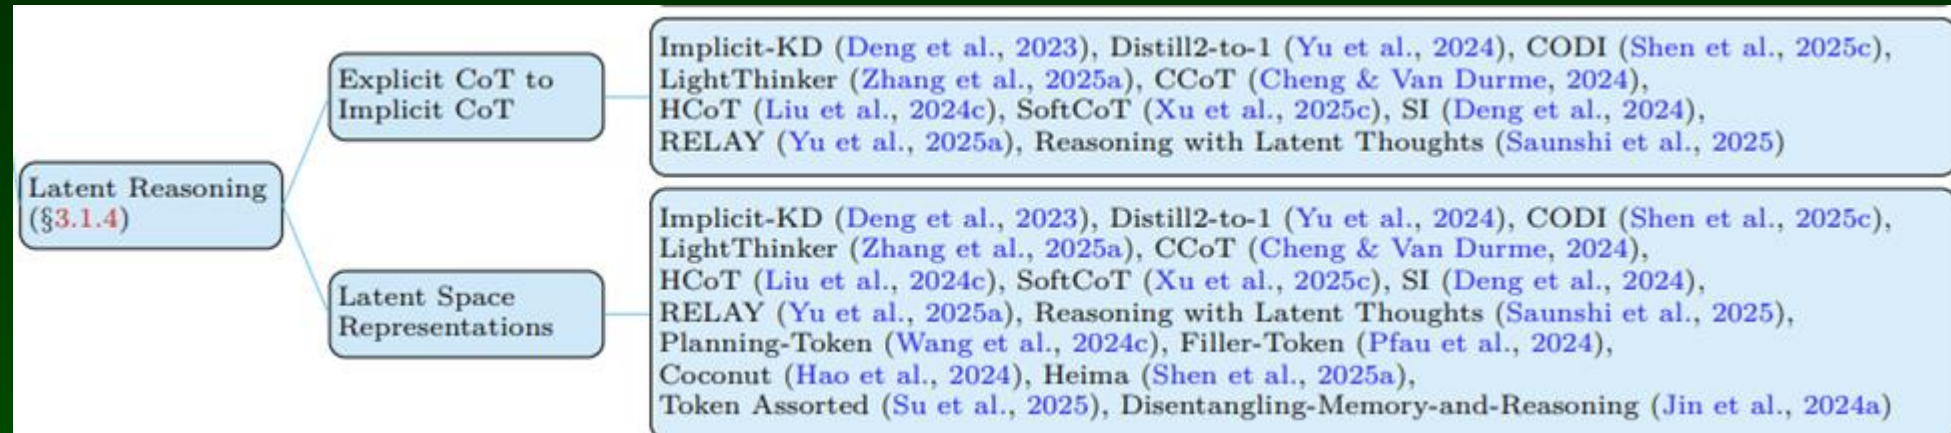 Implicit-KD (Deng et al., 2023), Distill2-to-1 (Yu et al., 2024), CODI (Shen et al., 2025c),
Explicit CoT to
LightThinker (Zhang et al., 2025a), CCoT (Cheng & Van Durme, 2024),
Implicit CoT
HCoT (Liu et al., 2024c), SoftCoT (Xu et al., 2025c), SI (Deng et al., 2024),
RELAY (Yu et al., 2025a), Reasoning with Latent Thoughts (Saunshi et al., 2025)
Latent Reasoning
(§3.1.4)
Implicit-KD (Deng et al., 2023), Distill2-to-1 (Yu et al., 2024), CODI (Shen et al., 2025c),
LightThinker (Zhang et al., 2025a), CCoT (Cheng & Van Durme, 2024),
HCoT (Liu et al., 2024c), SoftCoT (Xu et al., 2025c), SI (Deng et al., 2024),
Latent Space
Representations
RELAY (Yu et al., 2025a), Reasoning with Latent Thoughts (Saunshi et al., 2025),
Planning-Token (Wang et al., 2024c), Filler-Token (Pfau et al., 2024),
Coconut (Hao et al., 2024), Heima (Shen et al., 2025a),
Token Assorted (Su et al., 2025), Disentangling-Memory-and-Reasoning (Jin et al., 2024a)